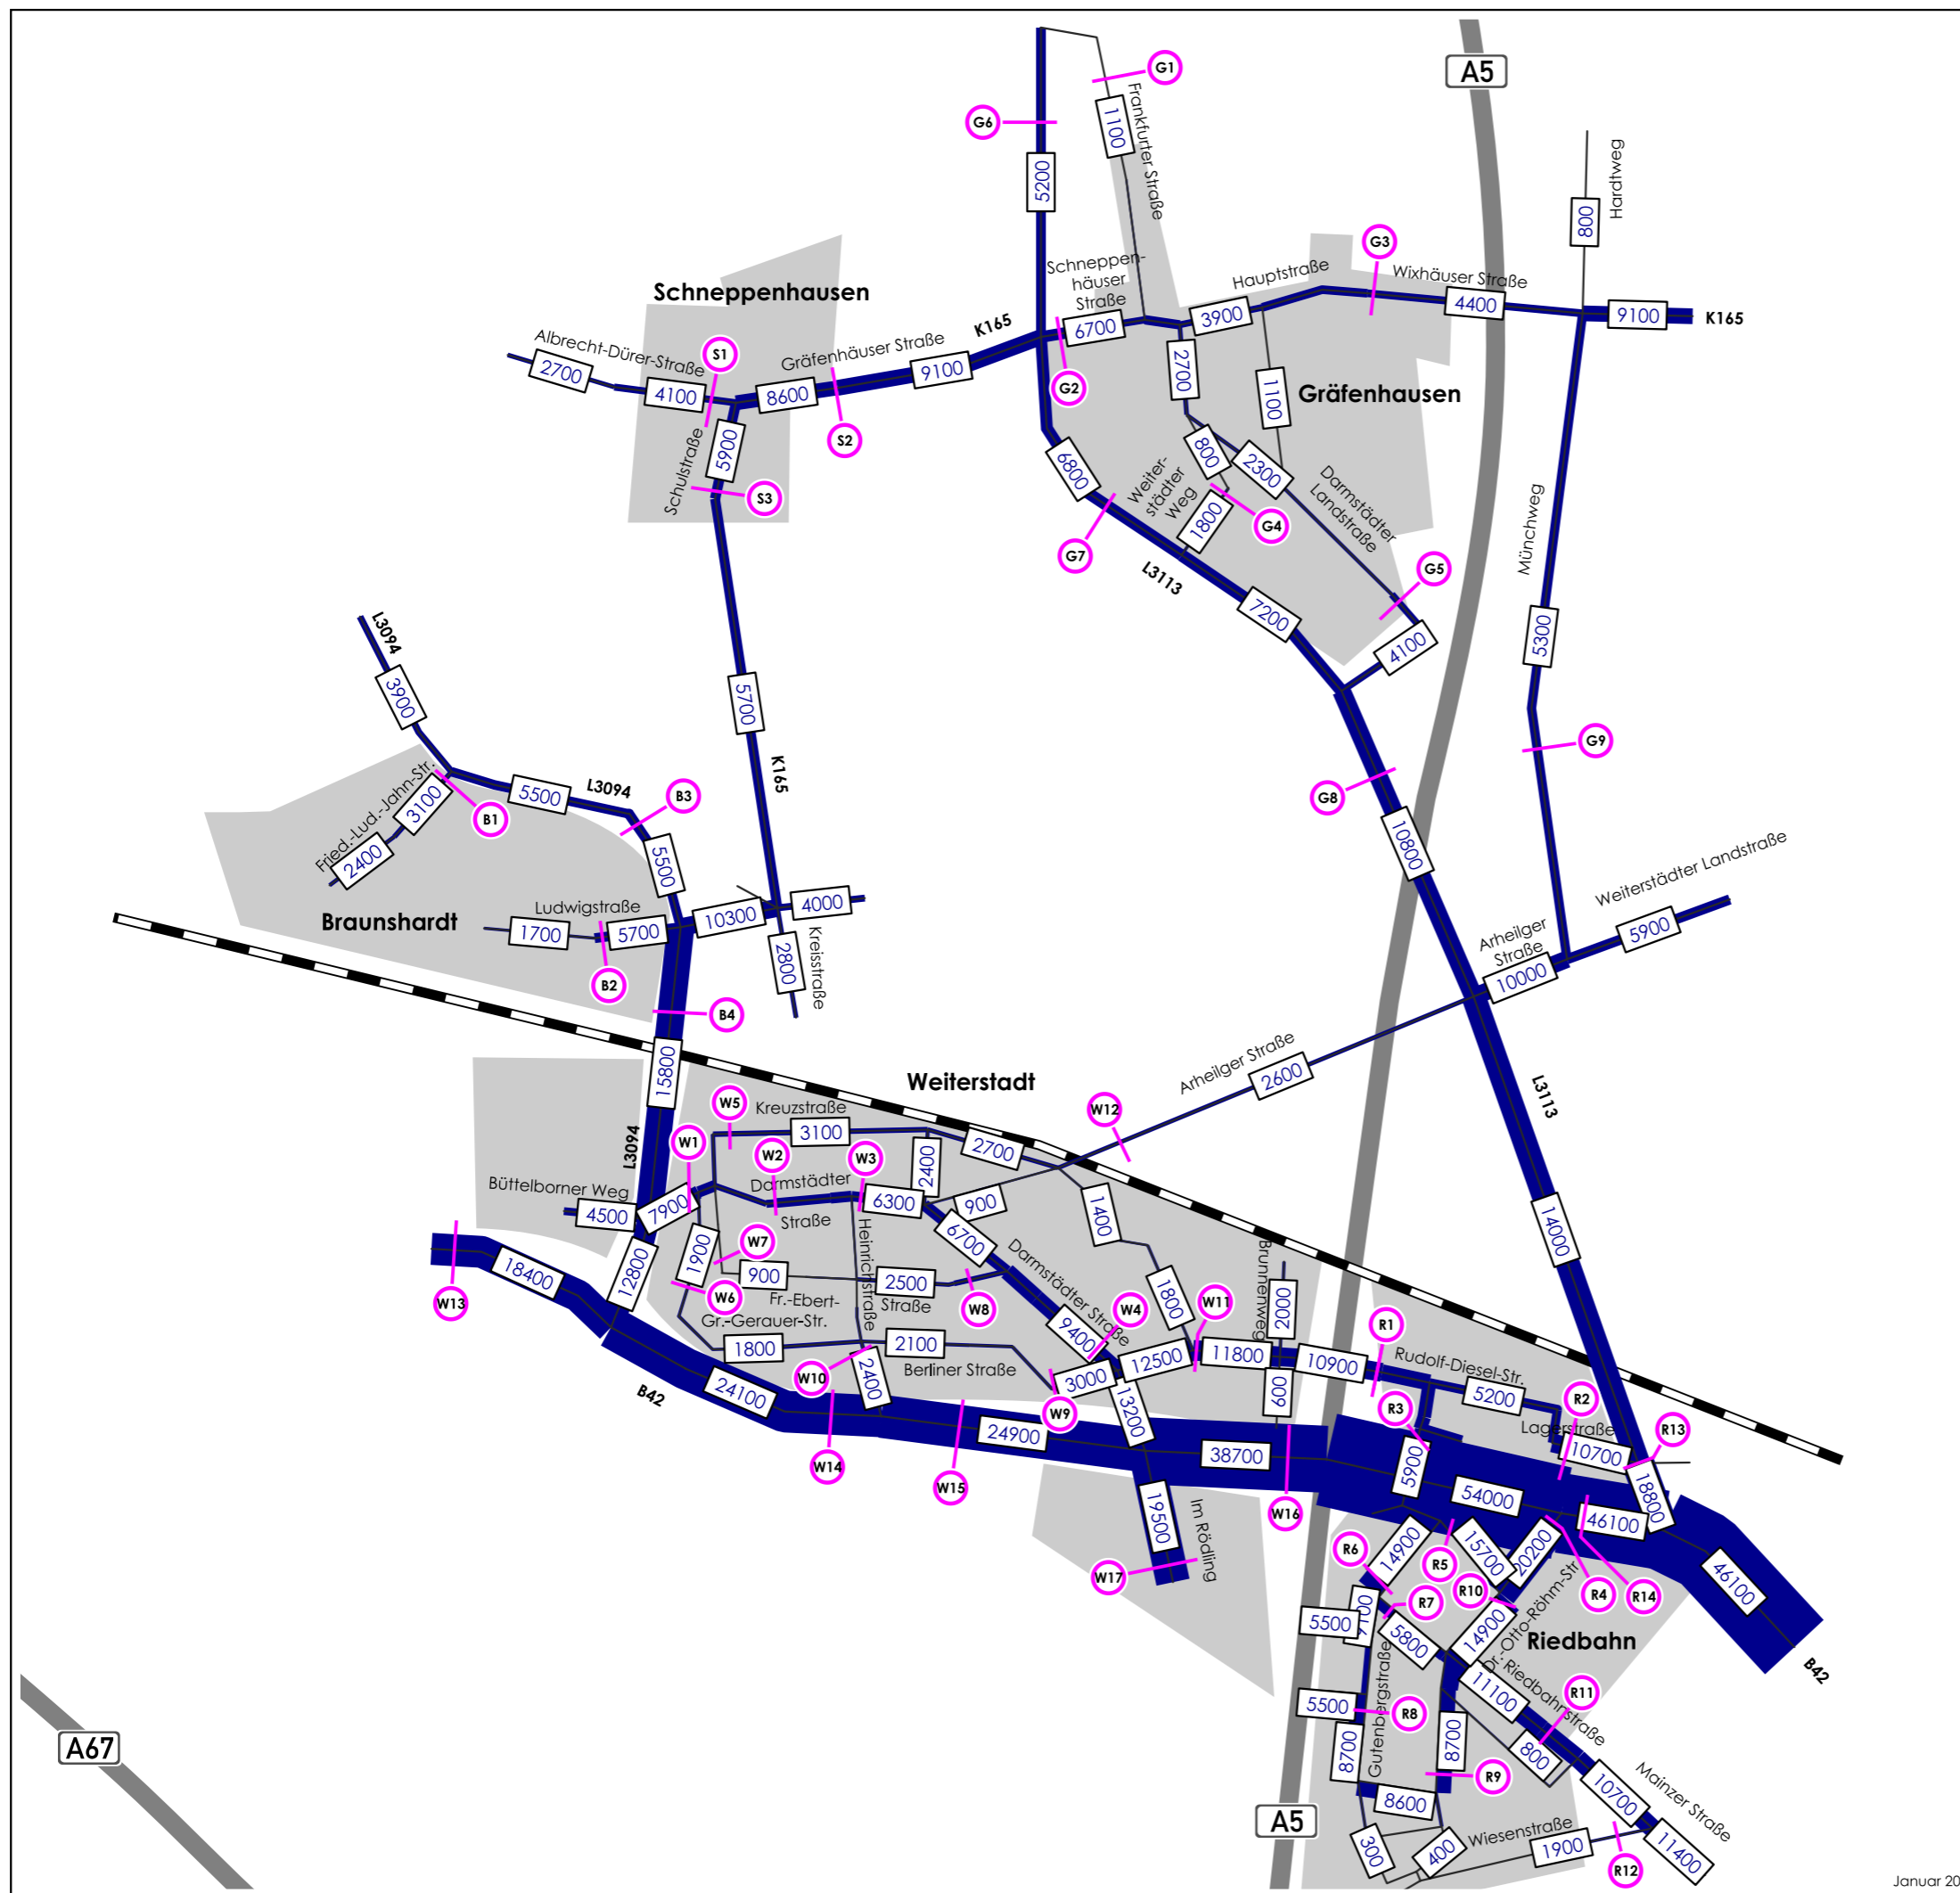 A5
G1
G6
1100
Frankfurter Straße
5200
Hardtweg
800
G3
Schneppen-
häuser
Straße
Hauptstraße
Wixhäuser Straße
4400
9100
K165
6700
3900
Schneppenhausen
Albrecht-Dürer-Straße
S1
Gräfenhäuser Straße
K165
2700
4100
8600
9100
G2
2700
1100
Gräfenhausen
S2
5900
Schulstraße
S3
6800
Weiter-
städter
Weg
800
2300
Darmstädter
Landstraße
1800
G4
G7
L3113
G5
Münchweg
7200
4100
5300
L3094
3900
5700
K165
G9
Fried.-Lud.-Jahn-Str.
3100
B1
5500
L3094
B3
G8
10800
2400
5500
Weiterstädter Landstraße
Braunshardt
Ludwigstraße
1700
5700
10300
4000
Arheilger
Straße
5900
10000
2800
Kreisstraße
B2
B4
15800
Weiterstadt
Arheilger Straße
2600
L3113
W12
W5
Kreuzstraße
3100
2700
L3094
W1
W2
W3
2400
Büttelborner Weg
Darmstädter
Straße
4500
7900
6300
900
1400
14000
6700
Heinrichstraße
Darmstädter Straße
Brunnenweg
W7
1900
18400
12800
900
2500
W13
W6
Fr.-Ebert-
Straße
W8
Gr.-Gerauer-Str.
1800
W11
W4
2000
9400
R1
1800
2100
Berliner Straße
12500
11800
10900
Rudolf-Diesel-Str.
W10
2400
3000
600
5200
24100
B42
W9
13200
R3
R2
Lagerstraße
R13
24900
38700
5900
10700
W14
W15
54000
18800
46100
W16
19500
Im Rödling
W17
14900
15700
20200
R6
R5
R10
R4
R14
46100
R7
9100
5500
5800
14900
Dr.-Otto-Röhm-Str.
Riedbahn
B42
Gutenbergstraße
11100
Riedbahnstraße
R11
5500
R8
8700
8700
800
A67
R9
10700
Mainzer Straße
A5
8600
300
400
Wiesenstraße
1900
11400
R12
Januar 20